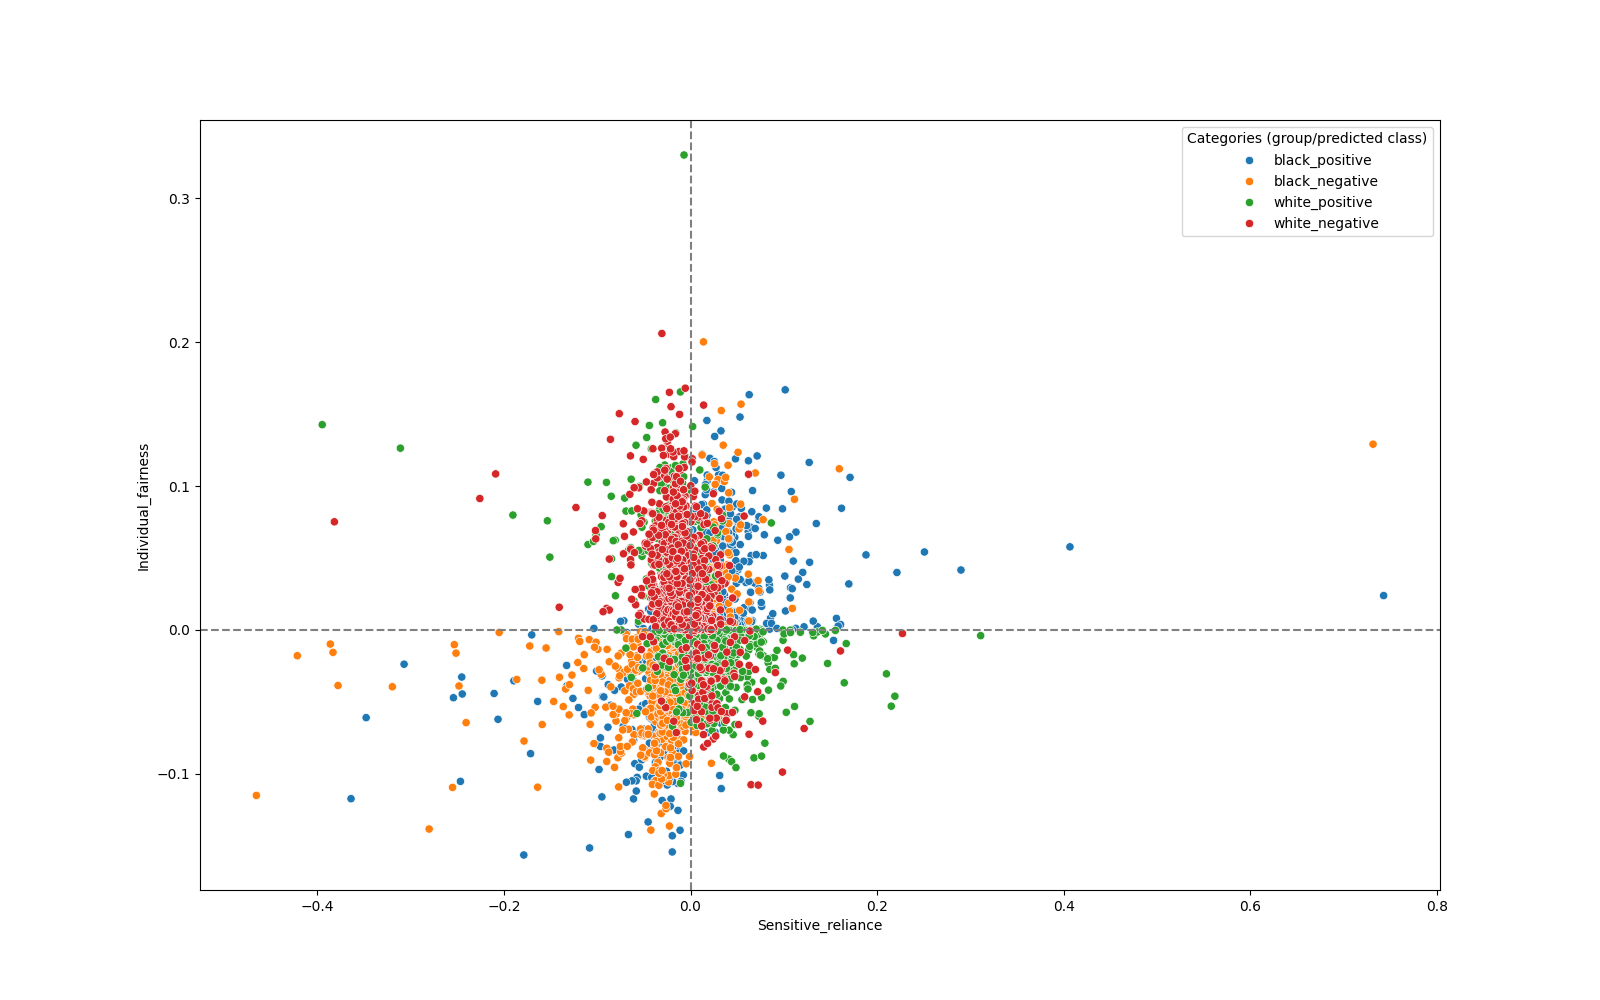 Categories (group/predicted class)
black_positive
black_negative
white_positive
white_negative
0.3
0.2
0.1
0.0
−0.1
Individual_fairness
−0.4
−0.2
0.0
0.2
0.4
0.6
0.8
Sensitive_reliance